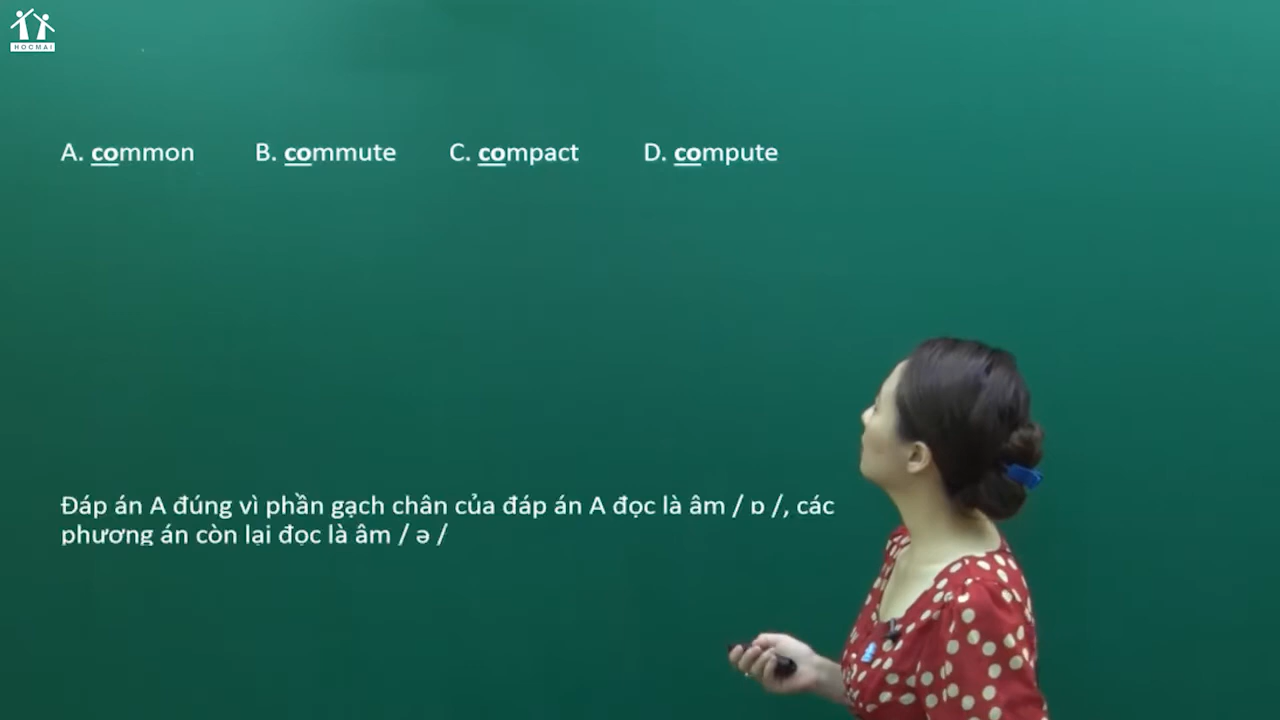 HOCMAI
A. common B. commute C. compact D. compute
Đáp án A đúng vì phần gạch chân của đáp án A đọc là âm / ɒ /, các
phương án còn lại đọc là âm / ə /